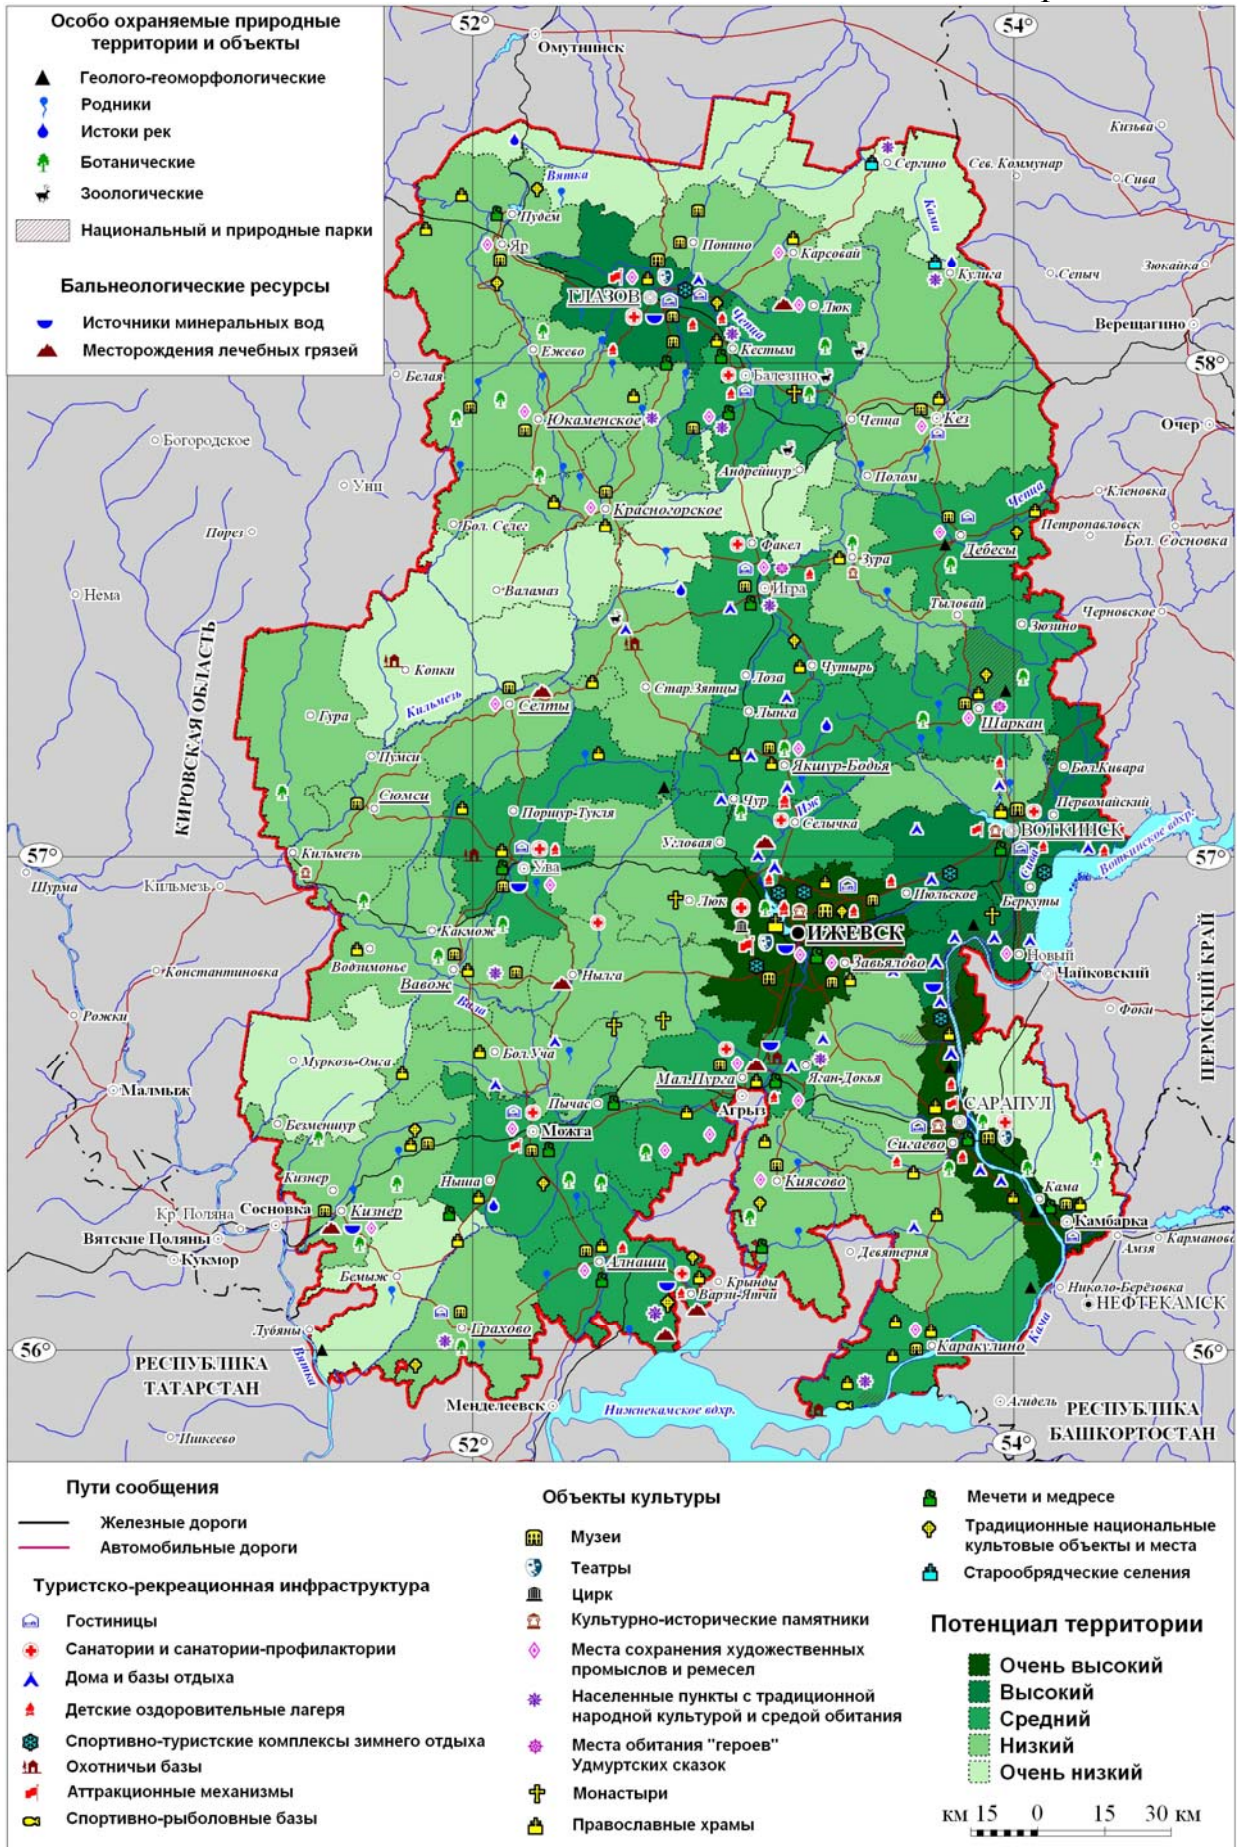 Особо охраняемые природные
территории и объекты
Геолого-геоморфологические
Родники
Истоки рек
Ботанические
Зоологические
Национальный и природные парки
Бальнеологические ресурсы
Источники минеральных вод
Месторождения лечебных грязей
52°
54°
Омутнинск
Кизьва
Сергино
Сев. Коммунар
Сива
Вятка
Пудем
Кама
Яр
Понино
Карсовай
Кулига
Сепыч
Зюкайка
ГЛАЗОВ
Люк
Верещагино
Чепца
Ежево
Кестым
58°
Белая
Балезино
Юкаменское
Чепца
Кез
Очер
Богородское
Андрейшур
Полом
Унц
Кленовка
Красногорское
Чепца
Бол. Селег
Петропавловск
Порез
Факел
Зура
Дебесы
Бол. Сосновка
Нема
Валамаз
Игра
Тыловай
Зюзино
Черновское
КИРОВСКАЯ ОБЛАСТЬ
Копки
Лоза
Чутырь
Кильмезь
Селты
Стар.Зятцы
Гура
Лынга
Шаркан
Пумси
Якшур-Бодья
Бол.Кивара
Сюмси
Поршур-Тукля
Чур
Иж
Селычка
Первомайский
ВОТКИНСК
Воткинское вдхр.
57°
Кильмезь
Угловая
57°
Шурма
Кильмезь
Ува
Люк
Июльское
Сива
Беркуты
ИЖЕВСК
Какмож
Водзимонье
Завьялово
Новый
Константиновка
Вавож
Нылга
Чайковский
ПЕРМСКИЙ КРАЙ
Рожки
Вала
Фоки
Муркозь-Омга
Бол.Уча
Малмыж
Мал.Пурга
Яган-Докья
Пычас
Агрыз
САРАПУЛ
Безменшур
Можга
Сигаево
Кизнер
Ныша
Киясово
Кама
Кр. Поляна
Сосновка
Кизнер
Камбарка
Вятские Поляны
Амзя
Карманово
Кукмор
Алнаши
Девятерня
Бемыж
Крынды
Варзи-Ятчи
Николо-Берёзовка
НЕФТЕКАМСК
Лубяны
Грахово
Кама
56°
Вятка
Каракулино
56°
РЕСПУБЛИКА
ТАТАРСТАН
Менделеевск
Нижнекамское вдхр.
Агидель
РЕСПУБЛИКА
БАШКОРТОСТАН
Ишкеево
52°
54°
Пути сообщения
Железные дороги
Автомобильные дороги
Туристско-рекреационная инфраструктура
Гостиницы
Санатории и санатории-профилактории
Дома и базы отдыха
Детские оздоровительные лагеря
Спортивно-туристские комплексы зимнего отдыха
Охотничьи базы
Аттракционные механизмы
Спортивно-рыболовные базы
Объекты культуры
Музеи
Театры
Цирк
Культурно-исторические памятники
Места сохранения художественных
промыслов и ремесел
Населенные пункты с традиционной
народной культурой и средой обитания
Места обитания "героев"
Удмуртских сказок
Монастыри
Православные храмы
Мечети и медресе
Традиционные национальные
культовые объекты и места
Старообрядческие селения
Потенциал территории
Очень высокий
Высокий
Средний
Низкий
Очень низкий
км 15 0 15 30 км